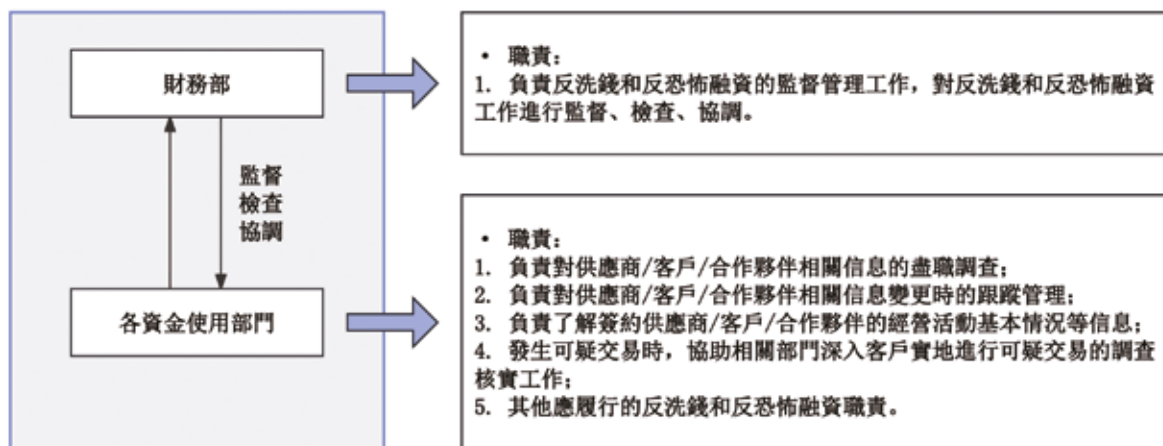 財務部
監督
檢查
協調
各資金使用部門
• 職責：
1. 負責反洗錢和反恐怖融資的監督管理工作，對反洗錢和反恐怖融資
工作進行監督、檢查、協調。
• 職責：
1. 負責對供應商/客戶/合作夥伴相關信息的盡職調查；
2. 負責對供應商/客戶/合作夥伴相關信息變更時的跟蹤管理；
3. 負責了解簽約供應商/客戶/合作夥伴的經營活動基本情況等信息；
4. 發生可疑交易時，協助相關部門深入客戶實地進行可疑交易的調查
核實工作；
5. 其他應履行的反洗錢和反恐怖融資職責。